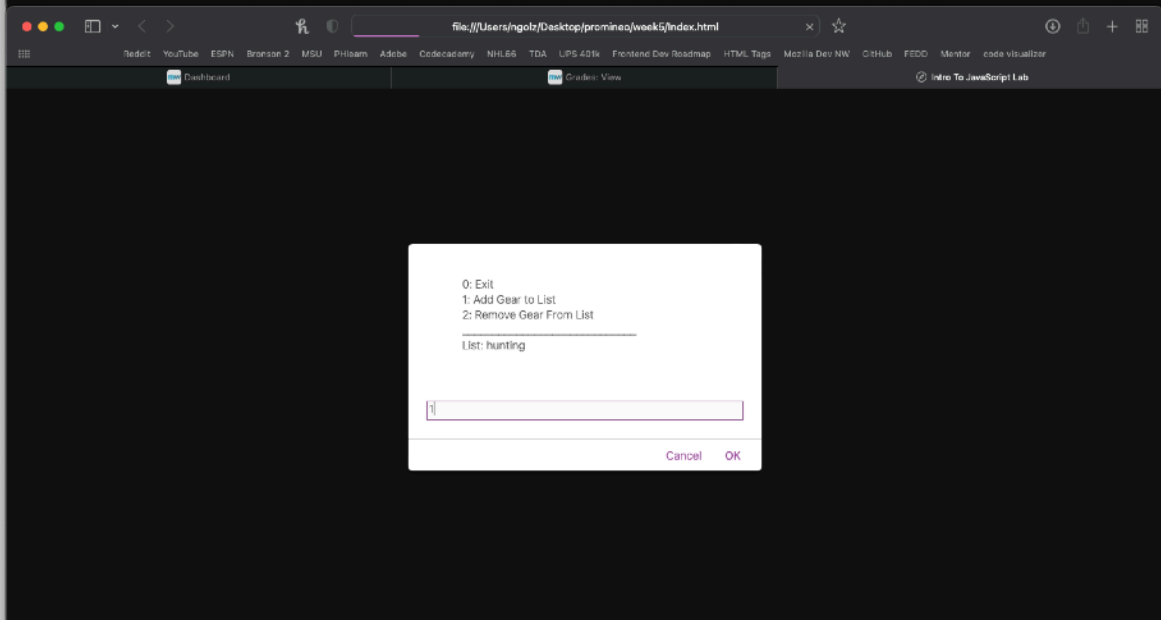 file:///Users/ngolz/Desktop/promineo/week5/index.html
Reddit YouTube ESPN Bronson 2 MSU PHlearn Adobe Codecademy NHL66 TDA UPS 401k Frontend Dev Roadmap HTML Tags Mozilla Dev NW GitHub FEDD Mentor code visualizer
mw Dashboard mw Grades: View Intro To JavaScript Lab
0: Exit
1: Add Gear to List
2: Remove Gear From List
List: hunting
1
Cancel OK